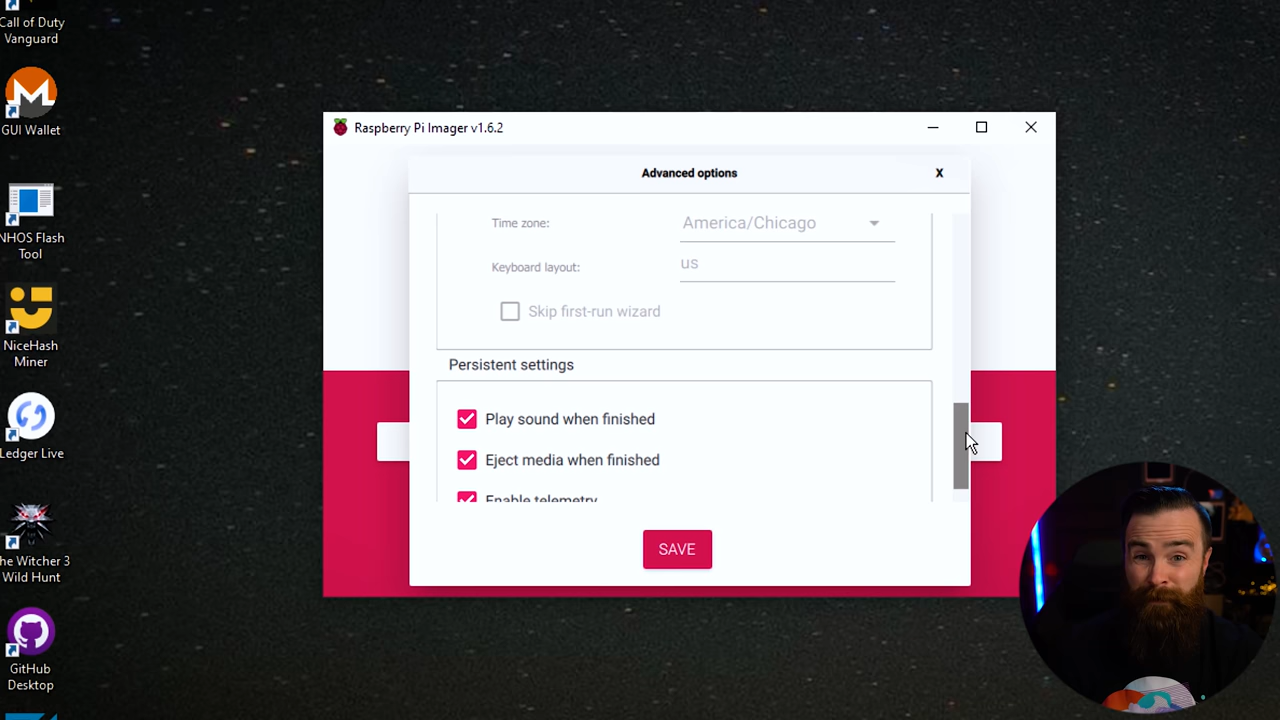 Call of Duty
Vanguard
GUI Wallet
NHOS Flash
Tool
NiceHash
Miner
Ledger Live
he Witcher 3
Wild Hunt
GitHub
Desktop
Raspberry Pi Imager v1.6.2
Advanced options
X
Time zone:
America/Chicago
Keyboard layout:
us
Skip first-run wizard
Persistent settings
Play sound when finished
Eject media when finished
Enable telemetry
SAVE